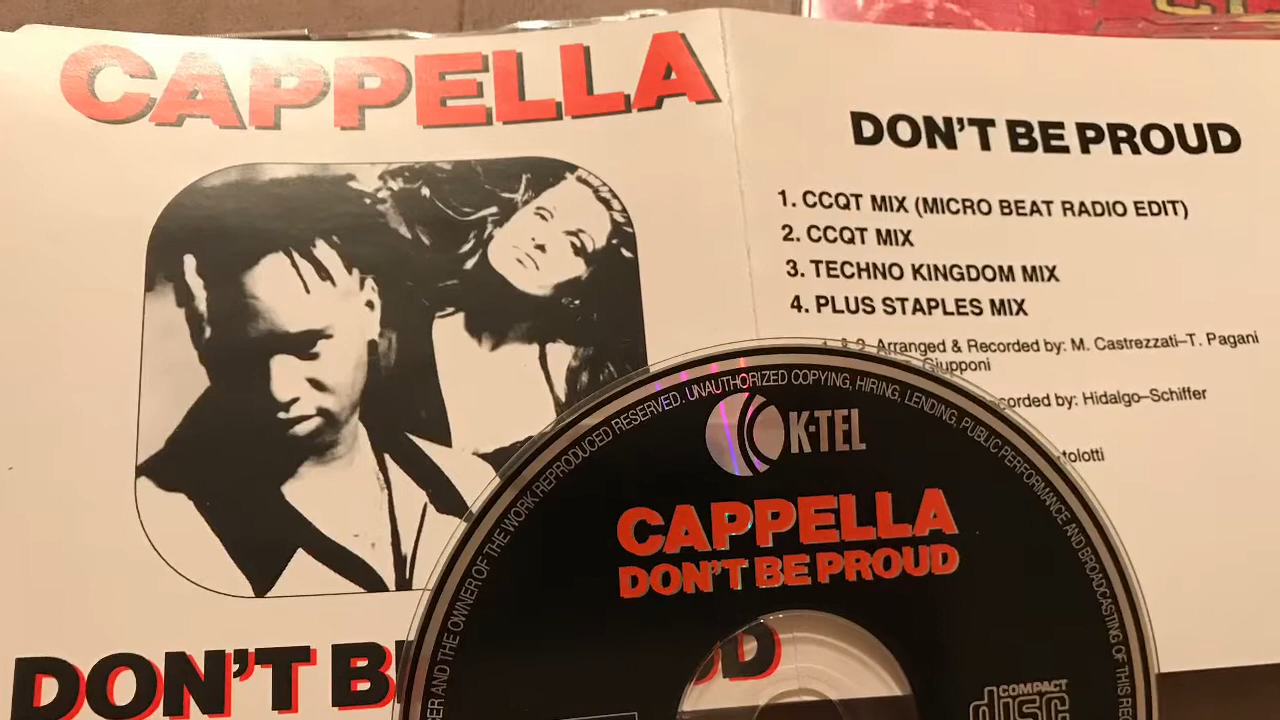 CAPPELLA
DON'T B
UD
DON'T BE PROUD
1. CCQT MIX (MICRO BEAT RADIO EDIT)
2. CCQT MIX
3. TECHNO KINGDOM MIX
4. PLUS STAPLES MIX
Arranged & Recorded by: M. Castrezzati–T. Pagani
Giupponi
corded by: Hidalgo–Schiffer
tolotti
CER AND THE OWNER OF THE WORK REPRODUCED RESERVED. UNAUTHORIZED COPYING, HIRING, LENDING, PUBLIC PERFORMANCE AND BROADCASTING OF THIS RE
K-TEL
CAPPELLA
DON'T BE PROUD
COMPACT
disc